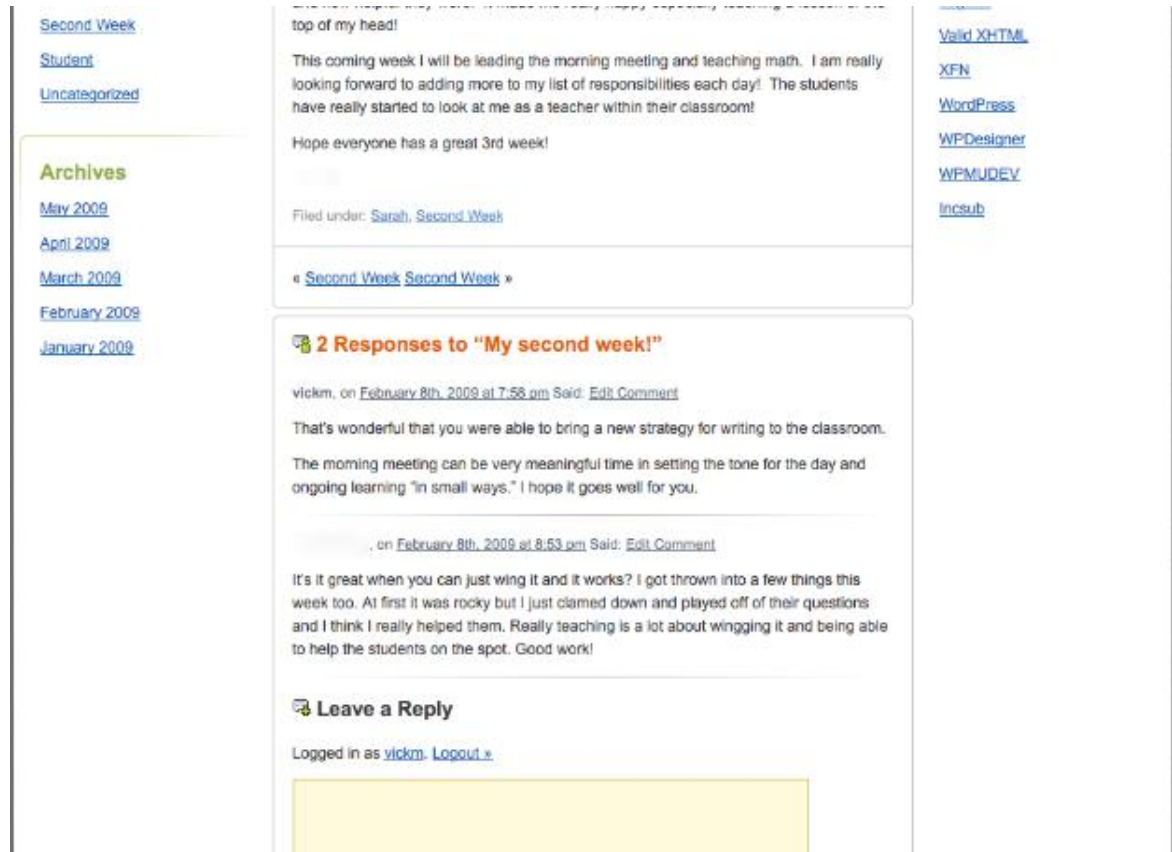 Second Week
Student
Uncategorized
Archives
May 2009
April 2009
March 2009
February 2009
January 2009
top of my head!
This coming week I will be leading the morning meeting and teaching math. I am really
looking forward to adding more to my list of responsibilities each day! The students
have really started to look at me as a teacher within their classroom!
Hope everyone has a great 3rd week!
Filed under: Sarah, Second Week
« Second Week Second Week »
2 Responses to “My second week!”
vickm, on February 8th, 2009 at 7:58 pm Said: Edit Comment
That's wonderful that you were able to bring a new strategy for writing to the classroom.
The morning meeting can be very meaningful time in setting the tone for the day and
ongoing learning "in small ways." I hope it goes well for you.
, on February 8th, 2009 at 8:53 pm Said: Edit Comment
It's it great when you can just wing it and it works? I got thrown into a few things this
week too. At first it was rocky but I just clamed down and played off of their questions
and I think I really helped them. Really teaching is a lot about wingging it and being able
to help the students on the spot. Good work!
Leave a Reply
Logged in as vickm. Logout »
Valid XHTML
XFN
WordPress
WPDesigner
WPMUDEV
Incsub